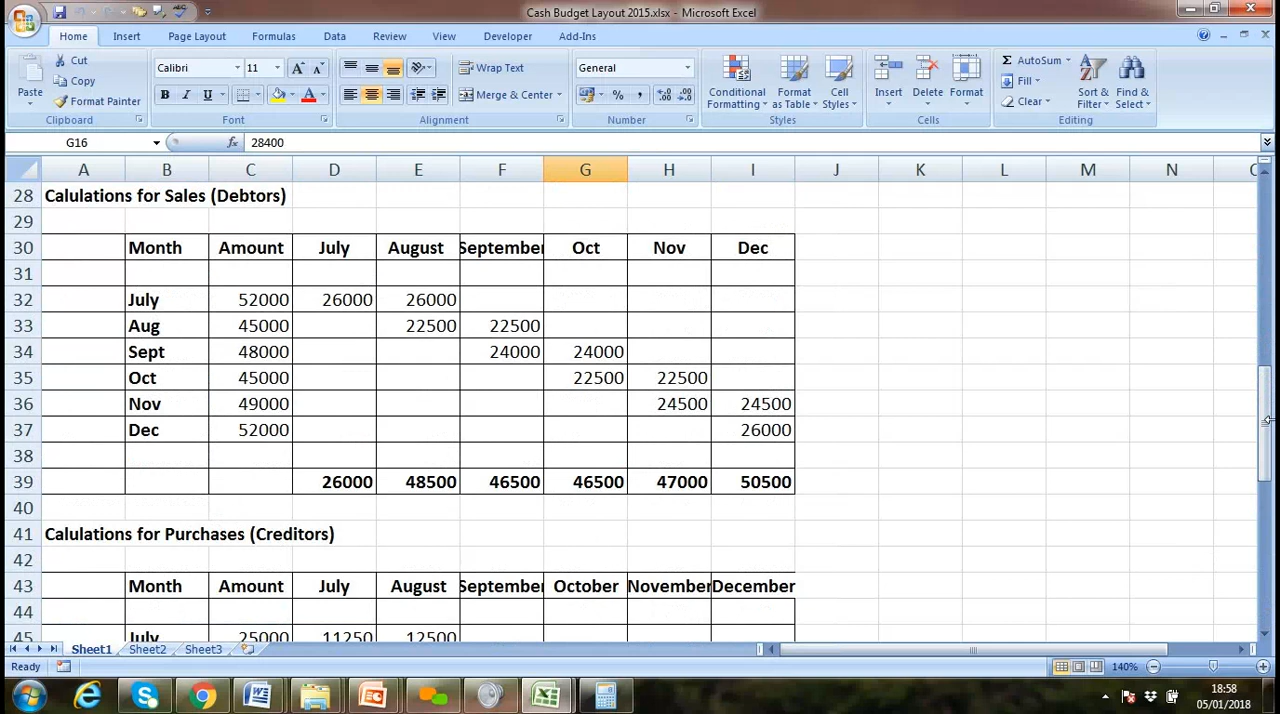 Cash Budget Layout 2015.xlsx - Microsoft Excel
Home Insert Page Layout Formulas Data Review View Developer Add-Ins
Paste Cut Copy Format Painter Clipboard
Calibri 11 A A B I U A Font
Wrap Text Merge & Center Alignment
General % , .0 .00 .00 .0 Number
Conditional Formatting Format as Table Cell Styles Styles
Insert Delete Format Cells
Σ AutoSum Fill Clear Sort & Filter Find & Select Editing
G16 fx 28400
A B C D E F G H I J K L M N
28 Calulations for Sales (Debtors)
29
30 Month Amount July August September Oct Nov Dec
31
32 July 52000 26000 26000
33 Aug 45000 22500 22500
34 Sept 48000 24000 24000
35 Oct 45000 22500 22500
36 Nov 49000 24500 24500
37 Dec 52000 26000
38
39 26000 48500 46500 46500 47000 50500
40
41 Calulations for Purchases (Creditors)
42
43 Month Amount July August September October November December
44
45 July 25000 11250 12500
Sheet1 Sheet2 Sheet3
Ready 140%
18:58
05/01/2018